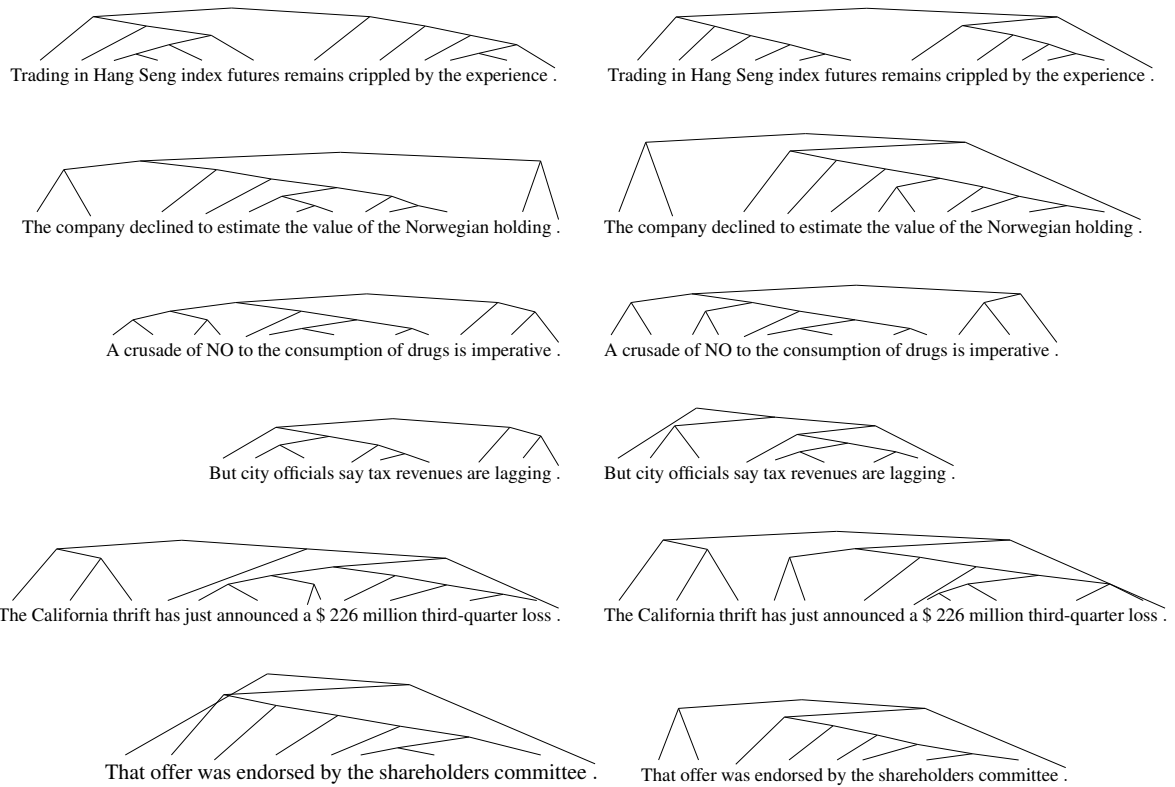 Trading in Hang Seng index futures remains crippled by the experience .
Trading in Hang Seng index futures remains crippled by the experience .
The company declined to estimate the value of the Norwegian holding .
The company declined to estimate the value of the Norwegian holding .
A crusade of NO to the consumption of drugs is imperative .
A crusade of NO to the consumption of drugs is imperative .
But city officials say tax revenues are lagging .
But city officials say tax revenues are lagging .
The California thrift has just announced a $ 226 million third-quarter loss .
The California thrift has just announced a $ 226 million third-quarter loss .
That offer was endorsed by the shareholders committee .
That offer was endorsed by the shareholders committee .